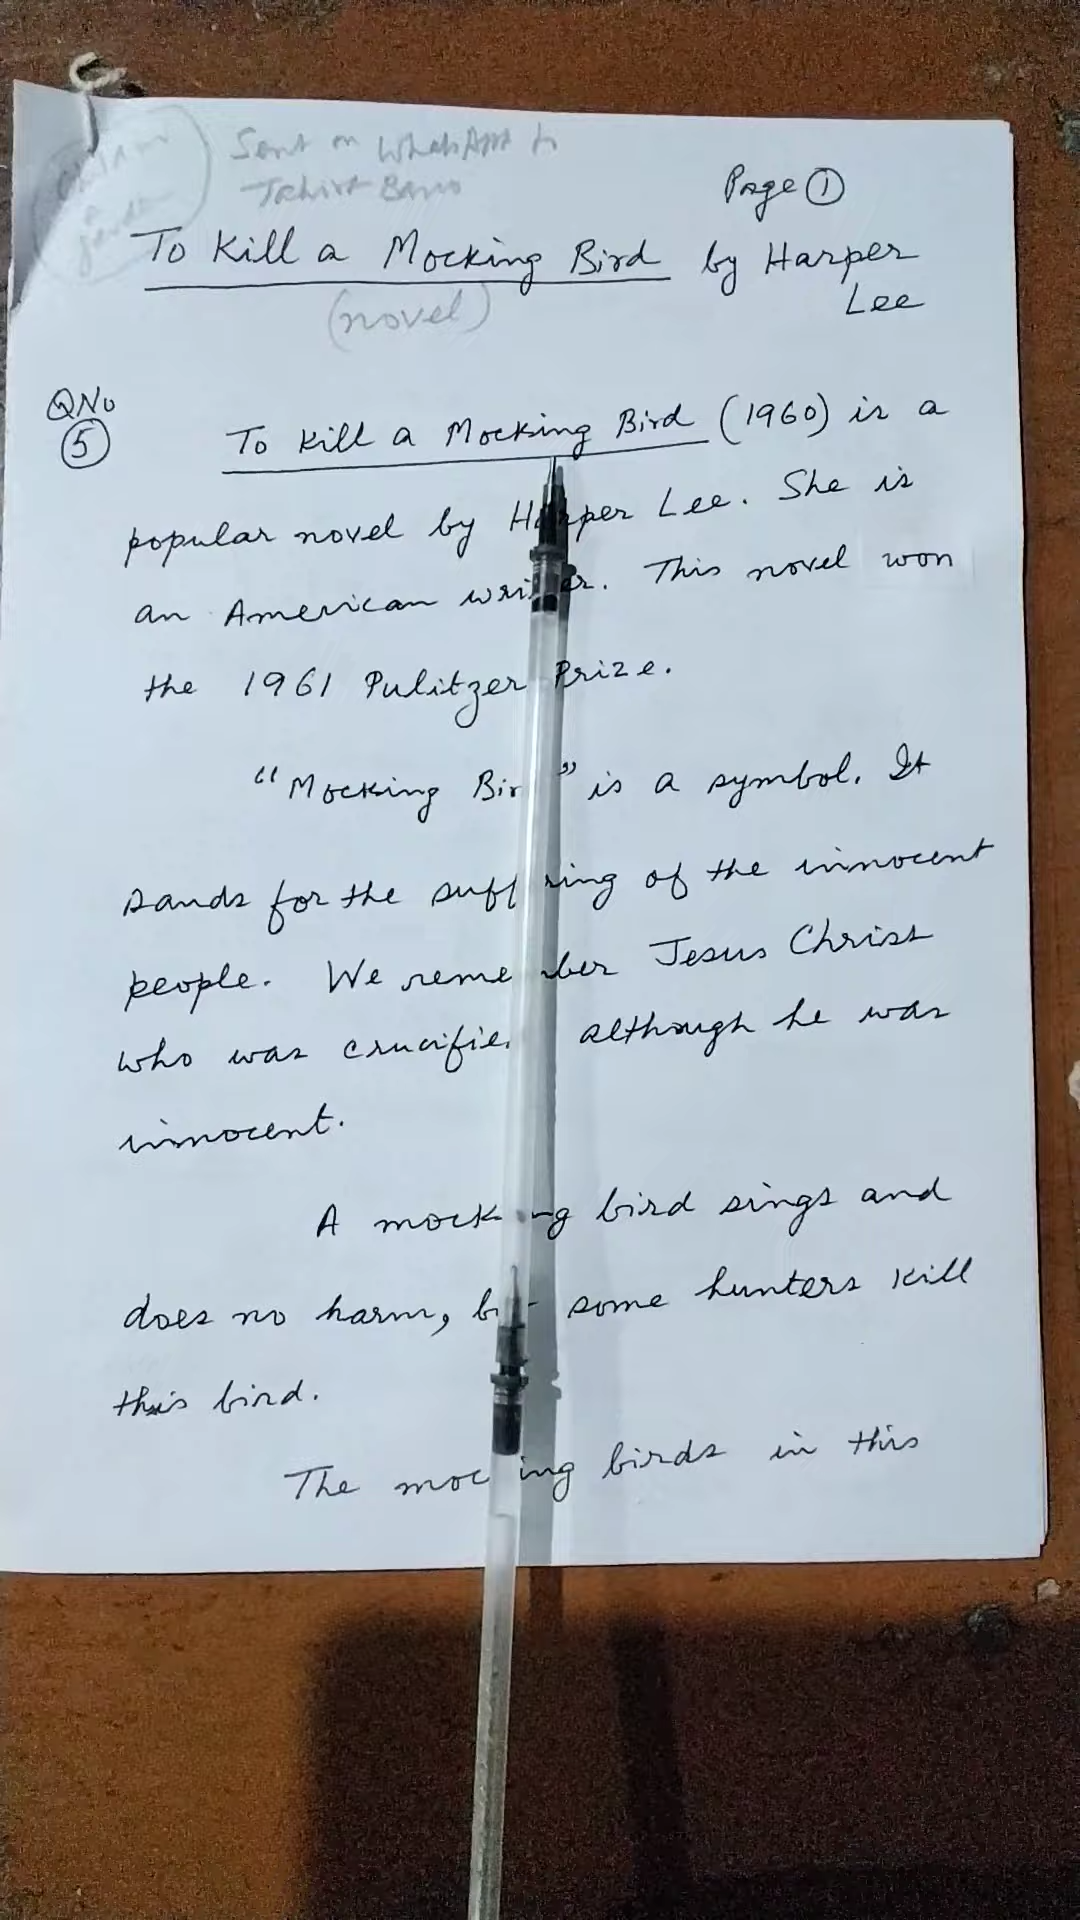 Sent on WhatsApp to
Page 1
To Kill a Mocking Bird by Harper
Lee
(novel)
QNo
5
To Kill a Mocking Bird (1960) is a
popular novel by Harper Lee. She is
an American writer. This novel won
the 1961 Pulitzer Prize.
"Mocking Bir " is a symbol. It
sands for the suff ring of the innocent
people. We reme ber Jesus Christ
who was crucifie although he was
innocent.
A mock ng bird sings and
does no harm, b some hunters kill
this bird.
The moc ing birds in this